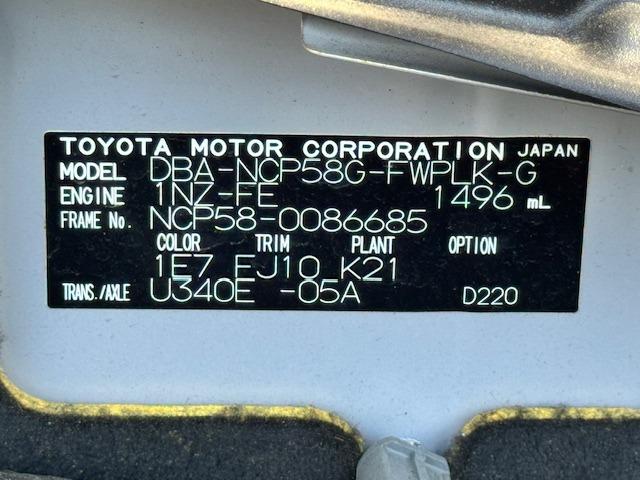 TOYOTA MOTOR CORPORATION JAPAN
MODEL DBA-NCP58G-FWPLK-G
ENGINE 1NZ-FE 1496 mL
FRAME No. NCP58-0086685
COLOR TRIM PLANT OPTION
1E7 FJ10 K21
TRANS./AXLE U340E -05A D220